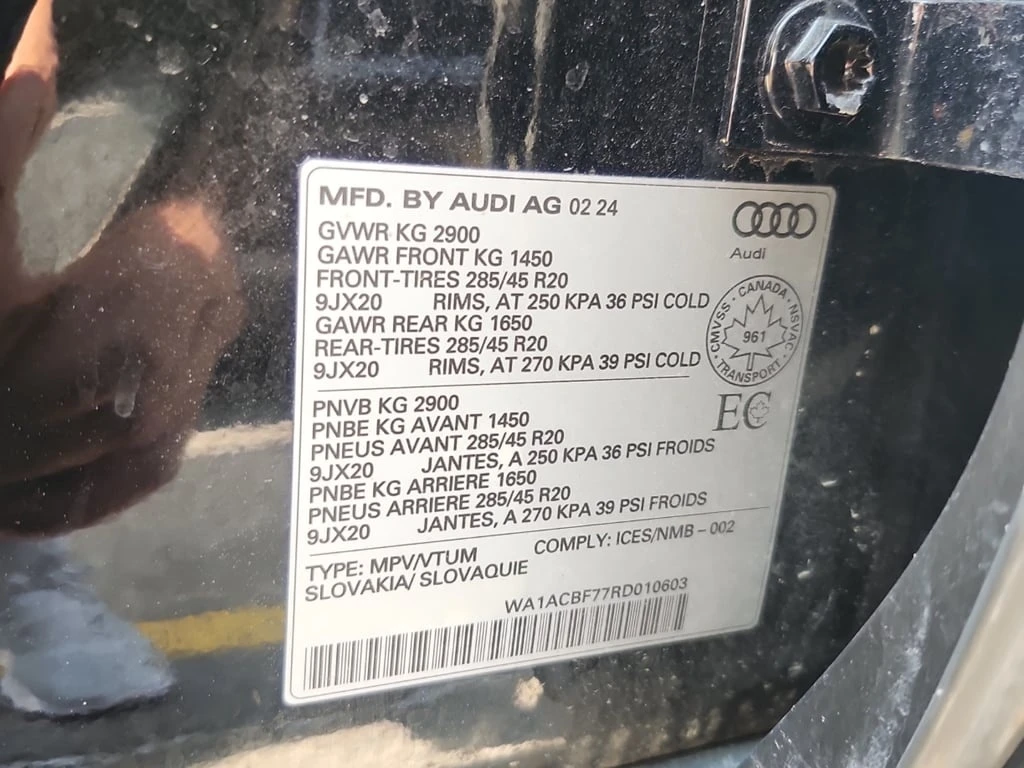 MFD. BY AUDI AG 02 24
GVWR KG 2900
GAWR FRONT KG 1450
FRONT-TIRES 285/45 R20
9JX20 RIMS, AT 250 KPA 36 PSI COLD
GAWR REAR KG 1650
REAR-TIRES 285/45 R20
9JX20 RIMS, AT 270 KPA 39 PSI COLD
Audi
CMVSS · CANADA · NSVAC · TRANSPORT ·
961
EC
PNVB KG 2900
PNBE KG AVANT 1450
PNEUS AVANT 285/45 R20
9JX20 JANTES, A 250 KPA 36 PSI FROIDS
PNBE KG ARRIERE 1650
PNEUS ARRIERE 285/45 R20
9JX20 JANTES, A 270 KPA 39 PSI FROIDS
TYPE: MPV/VTUM COMPLY: ICES/NMB – 002
SLOVAKIA/ SLOVAQUIE
WA1ACBF77RD010603